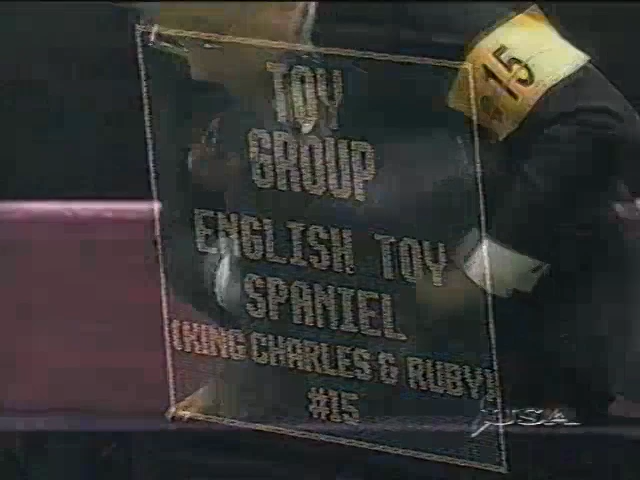 15
TOY
GROUP
ENGLISH TOY
SPANIEL
(KING CHARLES & RUBY)
#15
USA